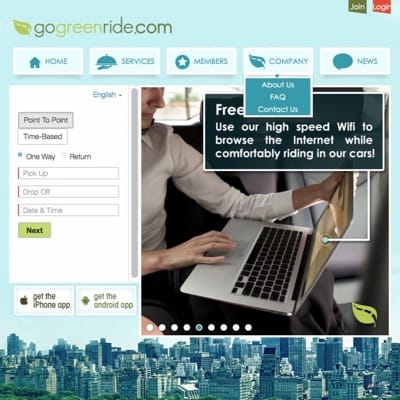 Join Login
gogreenride.com
HOME SERVICES MEMBERS COMPANY NEWS
About Us
FAQ
Contact Us
English
Point To Point
Time-Based
One Way Return
Pick Up
Drop Off
Date & Time
Next
get the
iPhone app
get the
android app
Free
Use our high speed Wifi to
browse the Internet while
comfortably riding in our cars!